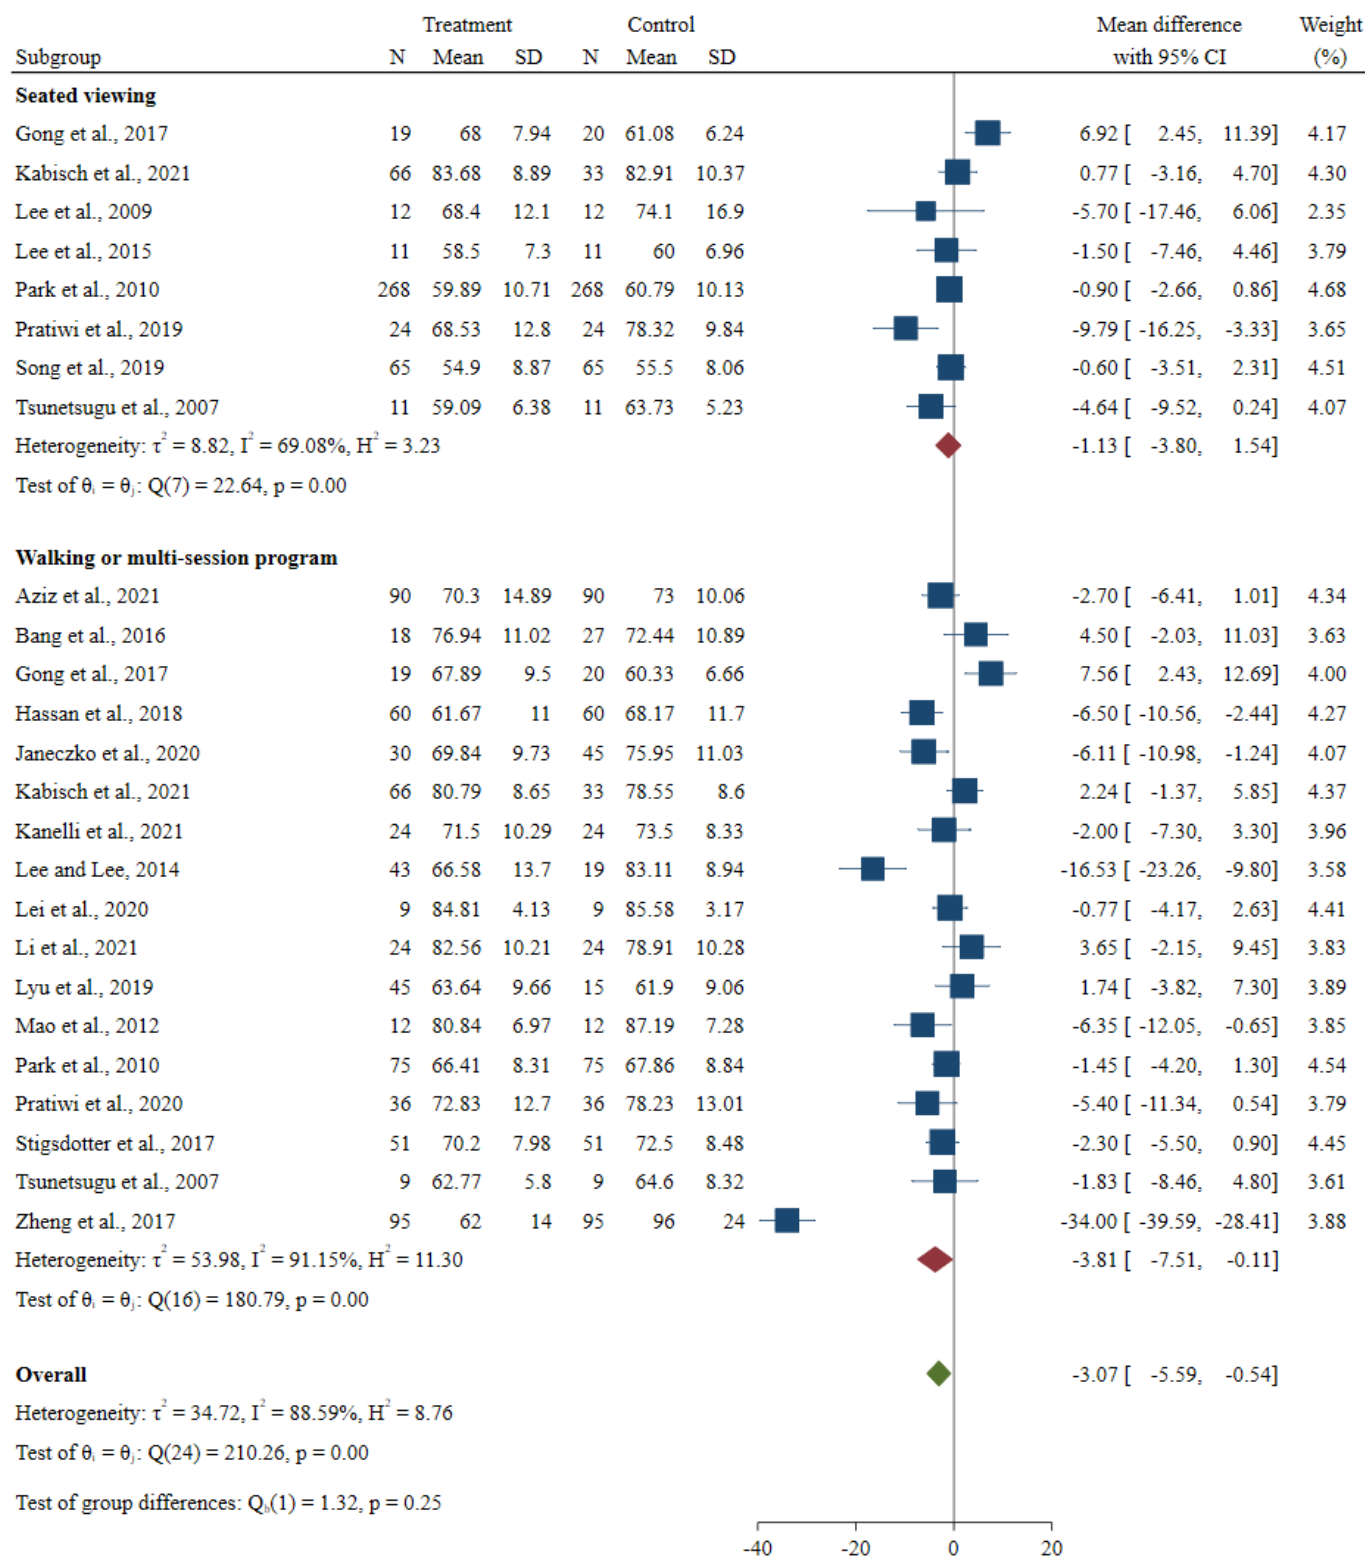 Treatment Control Mean difference Weight
Subgroup N Mean SD N Mean SD with 95% CI (%)
Seated viewing
Gong et al., 2017 19 68 7.94 20 61.08 6.24 6.92 [ 2.45, 11.39] 4.17
Kabisch et al., 2021 66 83.68 8.89 33 82.91 10.37 0.77 [ -3.16, 4.70] 4.30
Lee et al., 2009 12 68.4 12.1 12 74.1 16.9 -5.70 [ -17.46, 6.06] 2.35
Lee et al., 2015 11 58.5 7.3 11 60 6.96 -1.50 [ -7.46, 4.46] 3.79
Park et al., 2010 268 59.89 10.71 268 60.79 10.13 -0.90 [ -2.66, 0.86] 4.68
Pratiwi et al., 2019 24 68.53 12.8 24 78.32 9.84 -9.79 [ -16.25, -3.33] 3.65
Song et al., 2019 65 54.9 8.87 65 55.5 8.06 -0.60 [ -3.51, 2.31] 4.51
Tsunetsugu et al., 2007 11 59.09 6.38 11 63.73 5.23 -4.64 [ -9.52, 0.24] 4.07
Heterogeneity: τ² = 8.82, I² = 69.08%, H² = 3.23 -1.13 [ -3.80, 1.54]
Test of θᵢ = θⱼ: Q(7) = 22.64, p = 0.00
Walking or multi-session program
Aziz et al., 2021 90 70.3 14.89 90 73 10.06 -2.70 [ -6.41, 1.01] 4.34
Bang et al., 2016 18 76.94 11.02 27 72.44 10.89 4.50 [ -2.03, 11.03] 3.63
Gong et al., 2017 19 67.89 9.5 20 60.33 6.66 7.56 [ 2.43, 12.69] 4.00
Hassan et al., 2018 60 61.67 11 60 68.17 11.7 -6.50 [ -10.56, -2.44] 4.27
Janeczko et al., 2020 30 69.84 9.73 45 75.95 11.03 -6.11 [ -10.98, -1.24] 4.07
Kabisch et al., 2021 66 80.79 8.65 33 78.55 8.6 2.24 [ -1.37, 5.85] 4.37
Kanelli et al., 2021 24 71.5 10.29 24 73.5 8.33 -2.00 [ -7.30, 3.30] 3.96
Lee and Lee, 2014 43 66.58 13.7 19 83.11 8.94 -16.53 [ -23.26, -9.80] 3.58
Lei et al., 2020 9 84.81 4.13 9 85.58 3.17 -0.77 [ -4.17, 2.63] 4.41
Li et al., 2021 24 82.56 10.21 24 78.91 10.28 3.65 [ -2.15, 9.45] 3.83
Lyu et al., 2019 45 63.64 9.66 15 61.9 9.06 1.74 [ -3.82, 7.30] 3.89
Mao et al., 2012 12 80.84 6.97 12 87.19 7.28 -6.35 [ -12.05, -0.65] 3.85
Park et al., 2010 75 66.41 8.31 75 67.86 8.84 -1.45 [ -4.20, 1.30] 4.54
Pratiwi et al., 2020 36 72.83 12.7 36 78.23 13.01 -5.40 [ -11.34, 0.54] 3.79
Stigsdotter et al., 2017 51 70.2 7.98 51 72.5 8.48 -2.30 [ -5.50, 0.90] 4.45
Tsunetsugu et al., 2007 9 62.77 5.8 9 64.6 8.32 -1.83 [ -8.46, 4.80] 3.61
Zheng et al., 2017 95 62 14 95 96 24 -34.00 [ -39.59, -28.41] 3.88
Heterogeneity: τ² = 53.98, I² = 91.15%, H² = 11.30 -3.81 [ -7.51, -0.11]
Test of θᵢ = θⱼ: Q(16) = 180.79, p = 0.00
Overall -3.07 [ -5.59, -0.54]
Heterogeneity: τ² = 34.72, I² = 88.59%, H² = 8.76
Test of θᵢ = θⱼ: Q(24) = 210.26, p = 0.00
Test of group differences: Q_b(1) = 1.32, p = 0.25
-40 -20 0 20